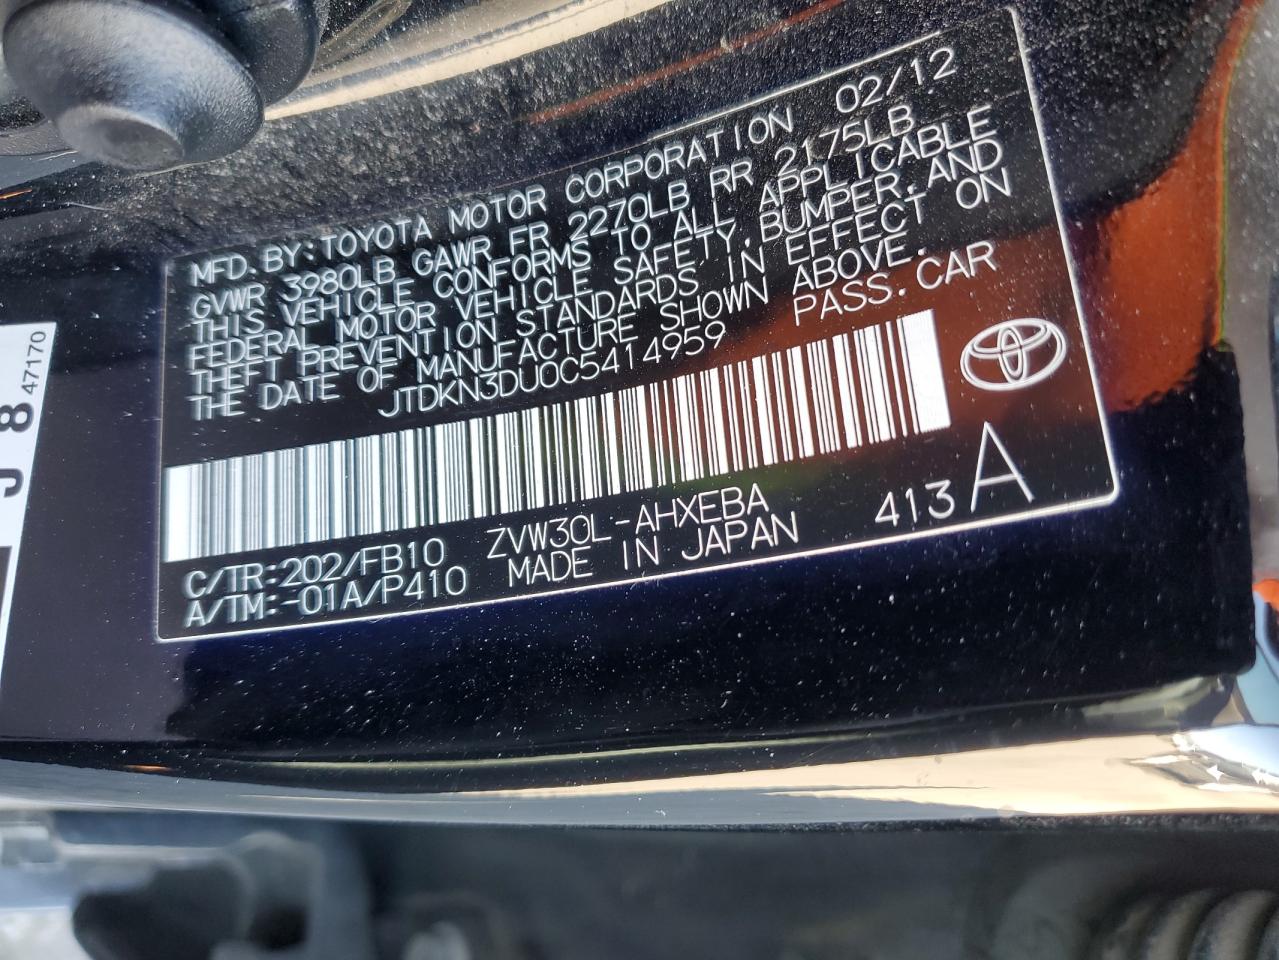 MFD. BY: TOYOTA MOTOR CORPORATION 02/12
GVWR 3980LB GAWR FR 2270LB RR 2175LB
THIS VEHICLE CONFORMS TO ALL APPLICABLE
FEDERAL MOTOR VEHICLE SAFETY, BUMPER, AND
THEFT PREVENTION STANDARDS IN EFFECT ON
THE DATE OF MANUFACTURE SHOWN ABOVE.
JTDKN3DU0C5414959 PASS. CAR
C/TR:202/FB10 ZVW30L-AHXEBA 413 A
A/TM:-01A/P410 MADE IN JAPAN
J 8
47170